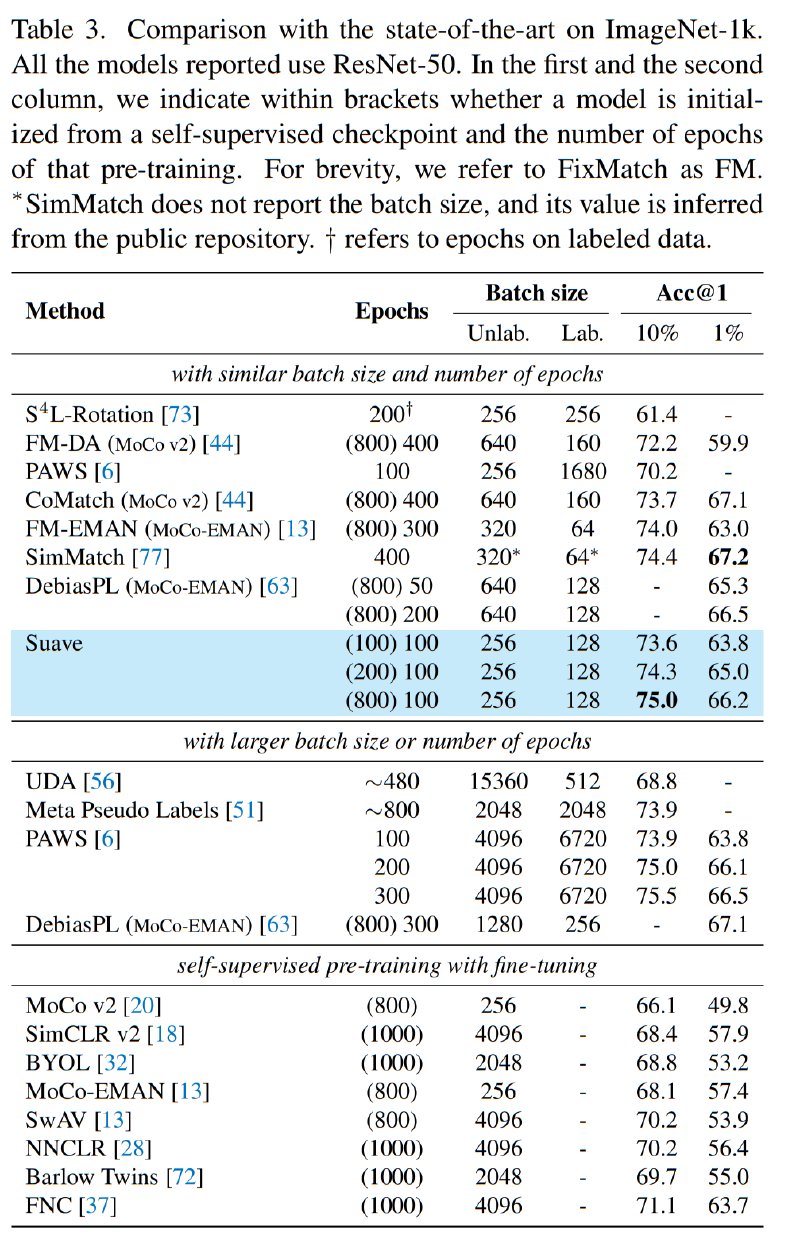 Table 3. Comparison with the state-of-the-art on ImageNet-1k.
All the models reported use ResNet-50. In the first and the second
column, we indicate within brackets whether a model is initial-
ized from a self-supervised checkpoint and the number of epochs
of that pre-training. For brevity, we refer to FixMatch as FM.
*SimMatch does not report the batch size, and its value is inferred
from the public repository. † refers to epochs on labeled data.
Method Epochs Batch size Acc@1
Unlab. Lab. 10% 1%
with similar batch size and number of epochs
S⁴L-Rotation [73] 200† 256 256 61.4 -
FM-DA (MoCo v2) [44] (800) 400 640 160 72.2 59.9
PAWS [6] 100 256 1680 70.2 -
CoMatch (MoCo v2) [44] (800) 400 640 160 73.7 67.1
FM-EMAN (MoCo-EMAN) [13] (800) 300 320 64 74.0 63.0
SimMatch [77] 400 320* 64* 74.4 67.2
DebiasPL (MoCo-EMAN) [63] (800) 50 640 128 - 65.3
(800) 200 640 128 - 66.5
Suave (100) 100 256 128 73.6 63.8
(200) 100 256 128 74.3 65.0
(800) 100 256 128 75.0 66.2
with larger batch size or number of epochs
UDA [56] ~480 15360 512 68.8 -
Meta Pseudo Labels [51] ~800 2048 2048 73.9 -
PAWS [6] 100 4096 6720 73.9 63.8
200 4096 6720 75.0 66.1
300 4096 6720 75.5 66.5
DebiasPL (MoCo-EMAN) [63] (800) 300 1280 256 - 67.1
self-supervised pre-training with fine-tuning
MoCo v2 [20] (800) 256 - 66.1 49.8
SimCLR v2 [18] (1000) 4096 - 68.4 57.9
BYOL [32] (1000) 2048 - 68.8 53.2
MoCo-EMAN [13] (800) 256 - 68.1 57.4
SwAV [13] (800) 4096 - 70.2 53.9
NNCLR [28] (1000) 4096 - 70.2 56.4
Barlow Twins [72] (1000) 2048 - 69.7 55.0
FNC [37] (1000) 4096 - 71.1 63.7